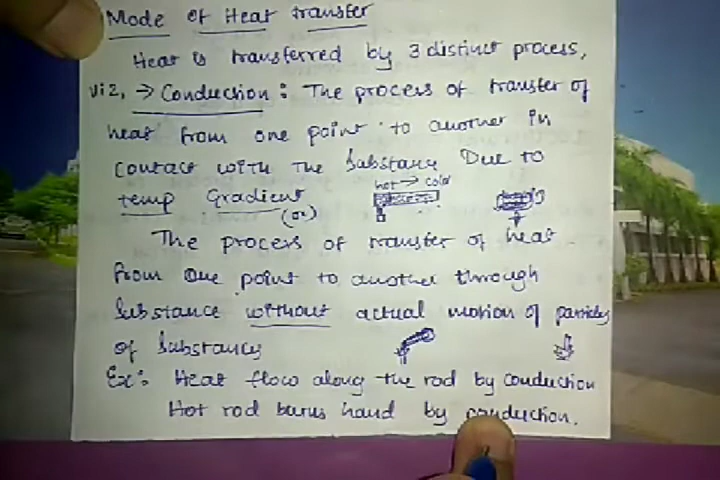 Mode of Heat transfer
Heat is transferred by 3 distinct process,
viz, → Conduction : The process of transfer of
heat from one point to another in
contact with the substance Due to
temp Gradient
hot → cold
(or)
The process of transfer of heat
from one point to another through
substance without actual motion of particles
of substances
Ex: Heat flow along the rod by conduction
Hot rod burns hand by conduction.